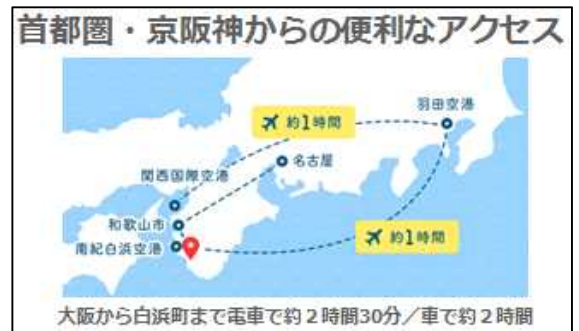 首都圏・京阪神からの便利なアクセス
羽田空港
約1時間
名古屋
関西国際空港
和歌山市
南紀白浜空港
約1時間
大阪から白浜町まで電車で約2時間30分／車で約2時間